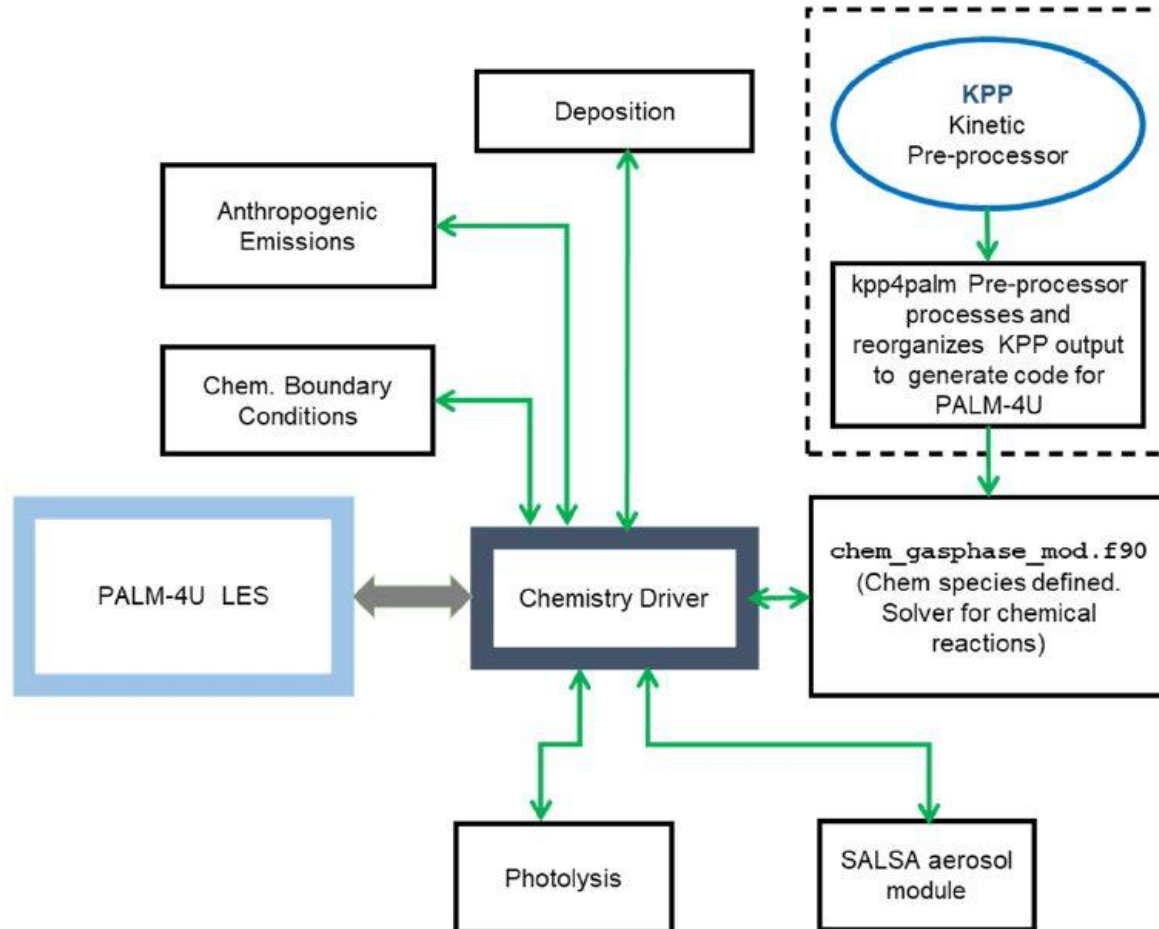 KPP
Kinetic
Pre-processor
Deposition
Anthropogenic
Emissions
kpp4palm Pre-processor
processes and
reorganizes KPP output
to generate code for
PALM-4U
Chem. Boundary
Conditions
PALM-4U LES
Chemistry Driver
chem_gasphase_mod.f90
(Chem species defined.
Solver for chemical
reactions)
Photolysis
SALSA aerosol
module